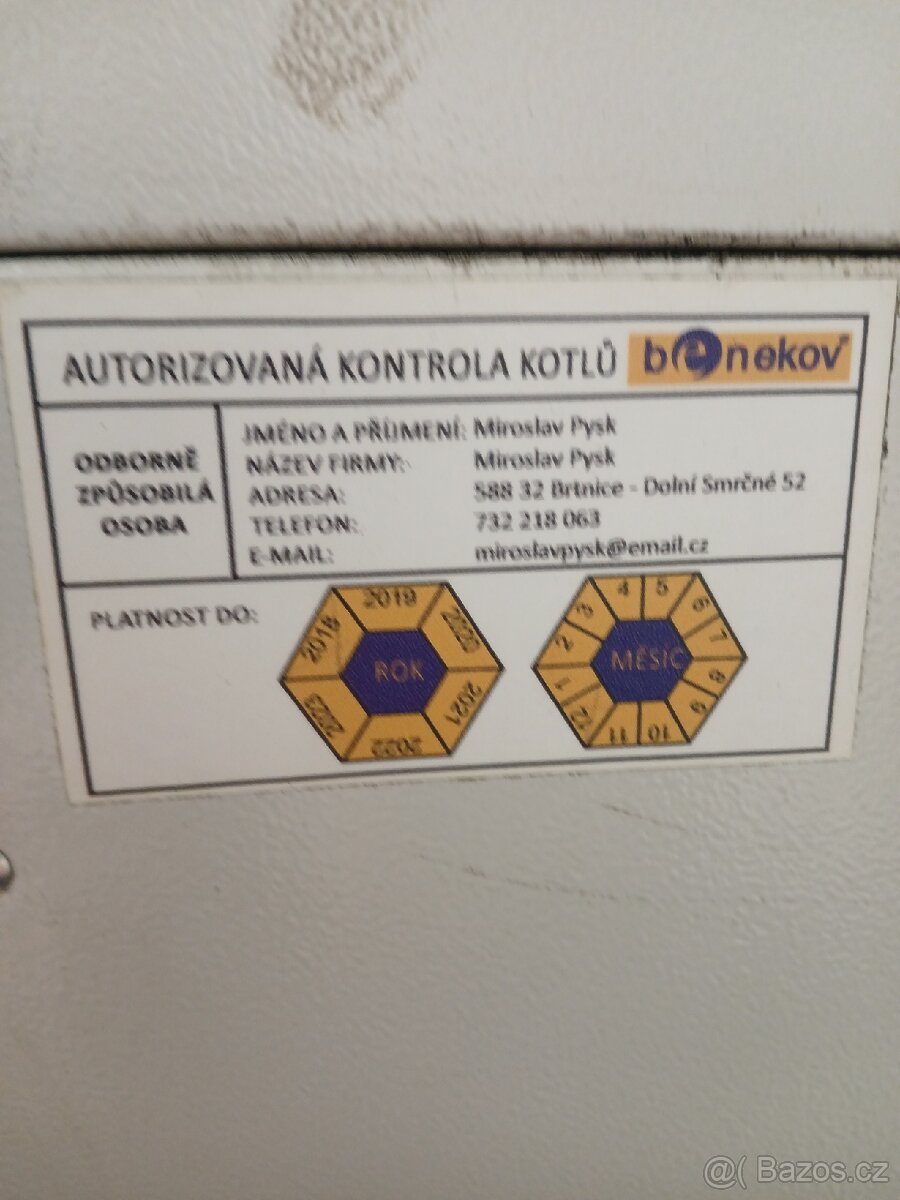 AUTORIZOVANÁ KONTROLA KOTLŮ
benekov
ODBORNĚ
ZPŮSOBILÁ
OSOBA
JMÉNO A PŘÍJMENÍ: Miroslav Pysk
NÁZEV FIRMY: Miroslav Pysk
ADRESA: 588 32 Brtnice - Dolní Smrčné 52
TELEFON: 732 218 063
E-MAIL: miroslavpysk@email.cz
PLATNOST DO:
ROK
2018
2019
2020
2021
2022
2023
MĚSÍC
1
2
3
4
5
6
7
8
9
10
11
12
@( Bazos.cz